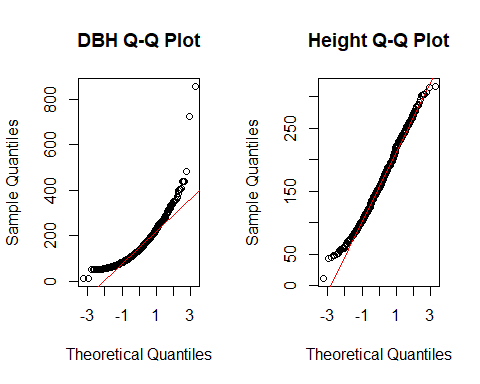 DBH Q-Q Plot
Sample Quantiles
0 200 400 600 800
-3 -1 1 3
Theoretical Quantiles
Height Q-Q Plot
Sample Quantiles
0 50 150 250
-3 -1 1 3
Theoretical Quantiles